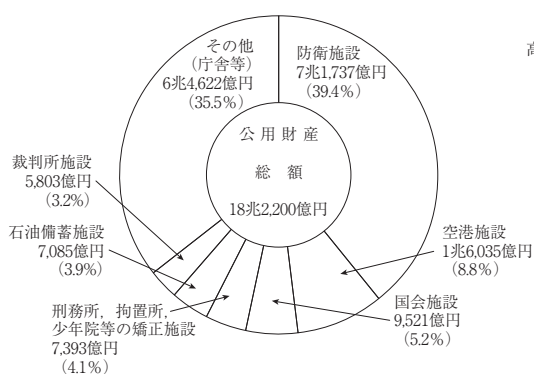 その他
(庁舎等)
6兆4,622億円
(35.5%)
防衛施設
7兆1,737億円
(39.4%)
公用財産
総額
18兆2,200億円
裁判所施設
5,803億円
(3.2%)
石油備蓄施設
7,085億円
(3.9%)
刑務所，拘置所，
少年院等の矯正施設
7,393億円
(4.1%)
国会施設
9,521億円
(5.2%)
空港施設
1兆6,035億円
(8.8%)